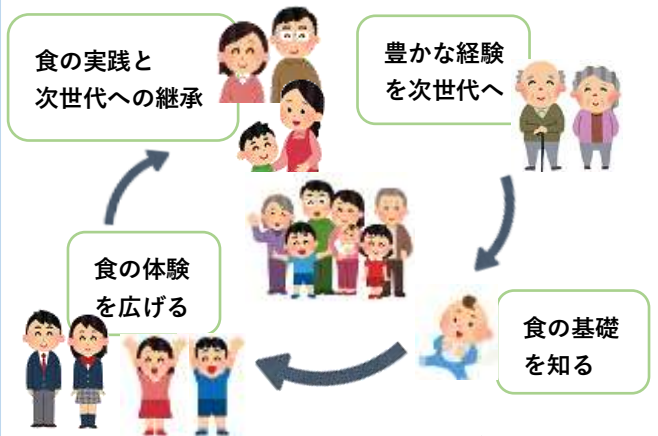 食の実践と
次世代への継承
豊かな経験
を次世代へ
食の体験
を広げる
食の基礎
を知る